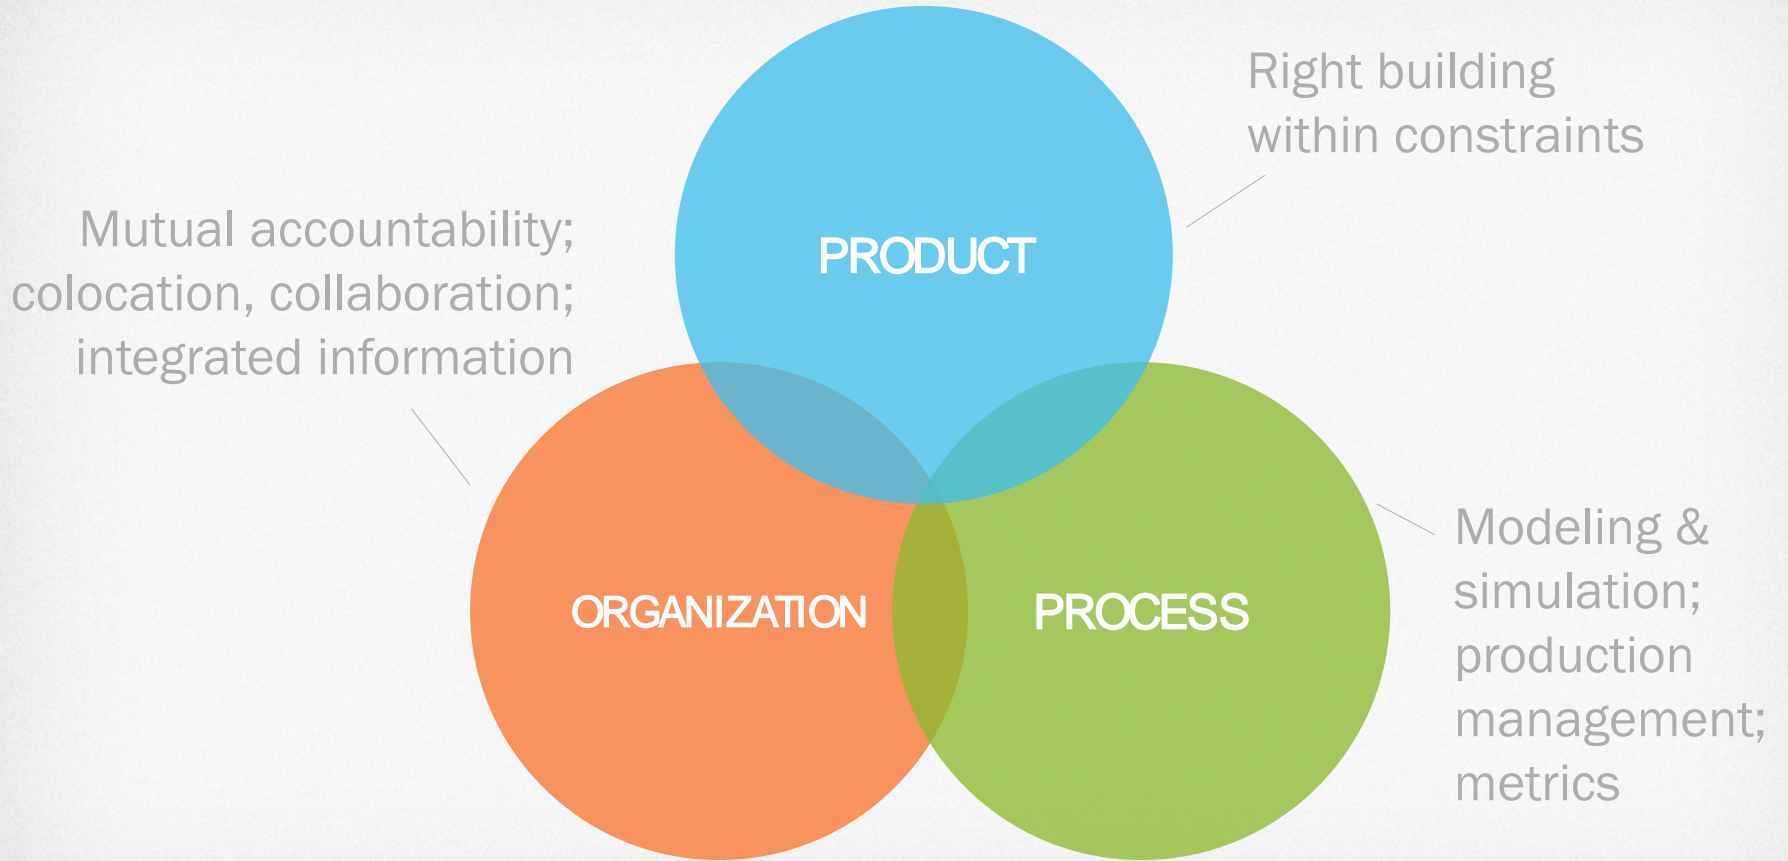 Right building
within constraints
Mutual accountability;
colocation, collaboration;
integrated information
PRODUCT
ORGANIZATION
PROCESS
Modeling &
simulation;
production
management;
metrics